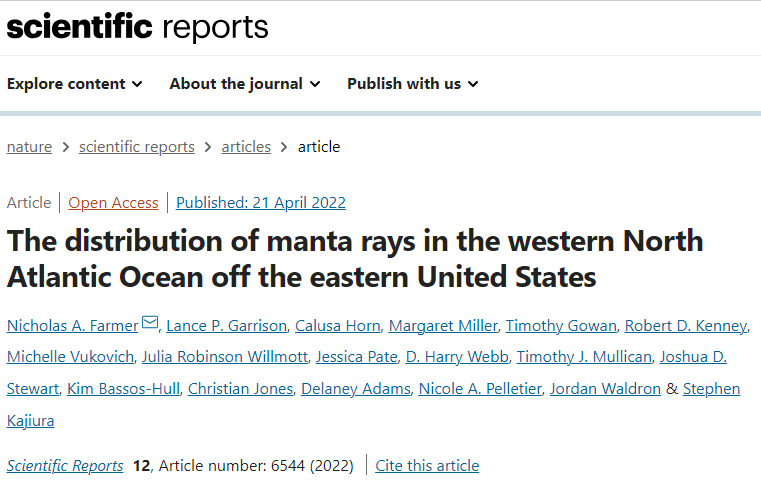 scientific reports
Explore content About the journal Publish with us
nature > scientific reports > articles > article
Article | Open Access | Published: 21 April 2022
The distribution of manta rays in the western North
Atlantic Ocean off the eastern United States
Nicholas A. Farmer, Lance P. Garrison, Calusa Horn, Margaret Miller, Timothy Gowan, Robert D. Kenney,
Michelle Vukovich, Julia Robinson Willmott, Jessica Pate, D. Harry Webb, Timothy J. Mullican, Joshua D.
Stewart, Kim Bassos-Hull, Christian Jones, Delaney Adams, Nicole A. Pelletier, Jordan Waldron & Stephen
Kajiura
Scientific Reports 12, Article number: 6544 (2022) | Cite this article